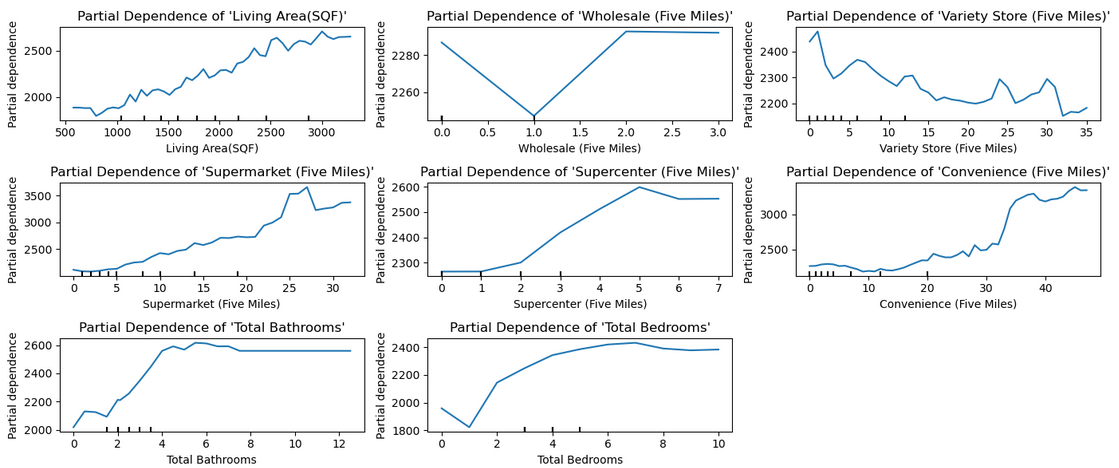 Partial Dependence of 'Living Area(SQF)'
Partial dependence
2500
2000
500 1000 1500 2000 2500 3000
Living Area(SQF)
Partial Dependence of 'Wholesale (Five Miles)'
Partial dependence
2280
2260
0.0 0.5 1.0 1.5 2.0 2.5 3.0
Wholesale (Five Miles)
Partial Dependence of 'Variety Store (Five Miles)'
Partial dependence
2400
2300
2200
0 5 10 15 20 25 30 35
Variety Store (Five Miles)
Partial Dependence of 'Supermarket (Five Miles)'
Partial dependence
3500
3000
2500
0 5 10 15 20 25 30
Supermarket (Five Miles)
Partial Dependence of 'Supercenter (Five Miles)'
Partial dependence
2600
2500
2400
2300
0 1 2 3 4 5 6 7
Supercenter (Five Miles)
Partial Dependence of 'Convenience (Five Miles)'
Partial dependence
3000
2500
0 10 20 30 40
Convenience (Five Miles)
Partial Dependence of 'Total Bathrooms'
Partial dependence
2600
2400
2200
2000
0 2 4 6 8 10 12
Total Bathrooms
Partial Dependence of 'Total Bedrooms'
Partial dependence
2400
2200
2000
1800
0 2 4 6 8 10
Total Bedrooms